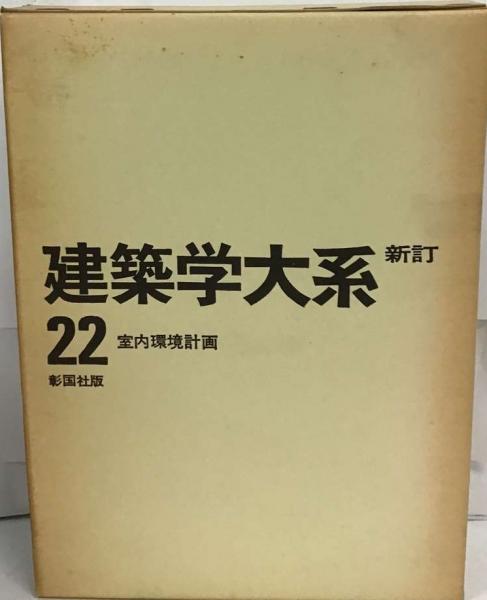 建築学大系 新訂
22 室内環境計画
彰国社版